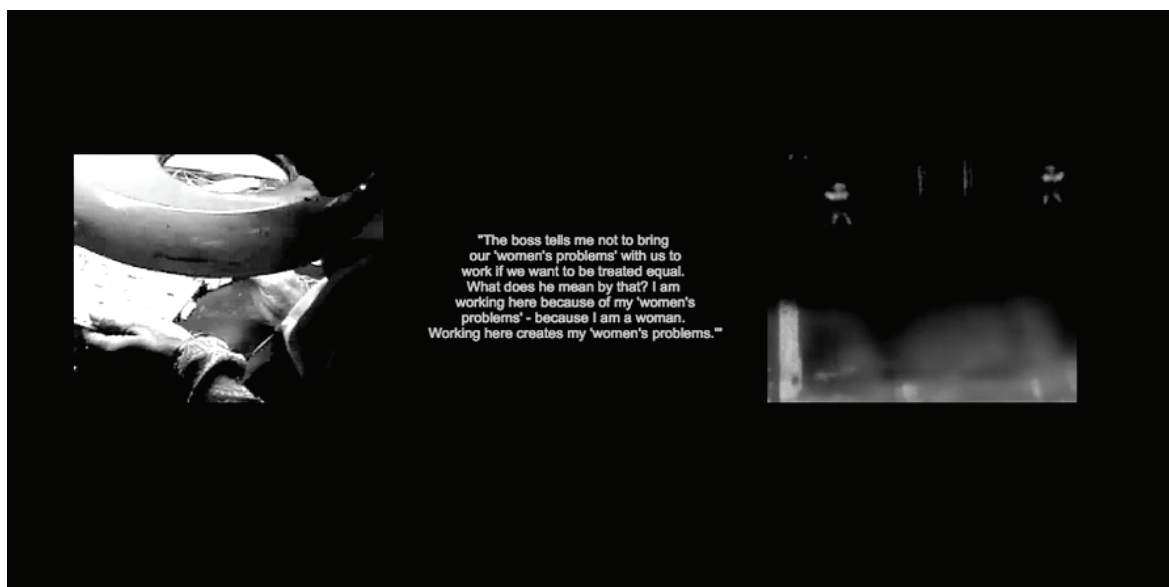 "The boss tells me not to bring
our 'women's problems' with us to
work if we want to be treated equal.
What does he mean by that? I am
working here because of my 'women's
problems' - because I am a woman.
Working here creates my 'women's problems.'"